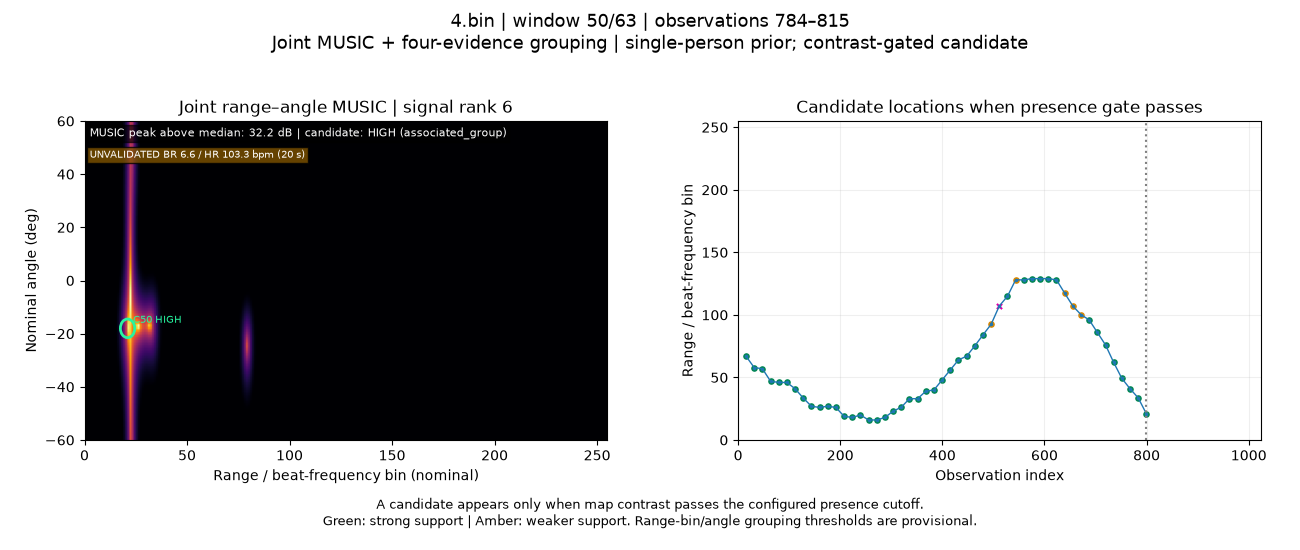 4.bin | window 50/63 | observations 784–815
Joint MUSIC + four-evidence grouping | single-person prior; contrast-gated candidate
Joint range–angle MUSIC | signal rank 6
MUSIC peak above median: 32.2 dB | candidate: HIGH (associated_group)
UNVALIDATED BR 6.6 / HR 103.3 bpm (20 s)
60
40
20
0
−20
−40
−60
Nominal angle (deg)
HIGH
0
50
100
150
200
250
Range / beat-frequency bin (nominal)
Candidate locations when presence gate passes
250
200
150
100
50
0
Range / beat-frequency bin
0
200
400
600
800
1000
Observation index
A candidate appears only when map contrast passes the configured presence cutoff.
Green: strong support | Amber: weaker support. Range-bin/angle grouping thresholds are provisional.